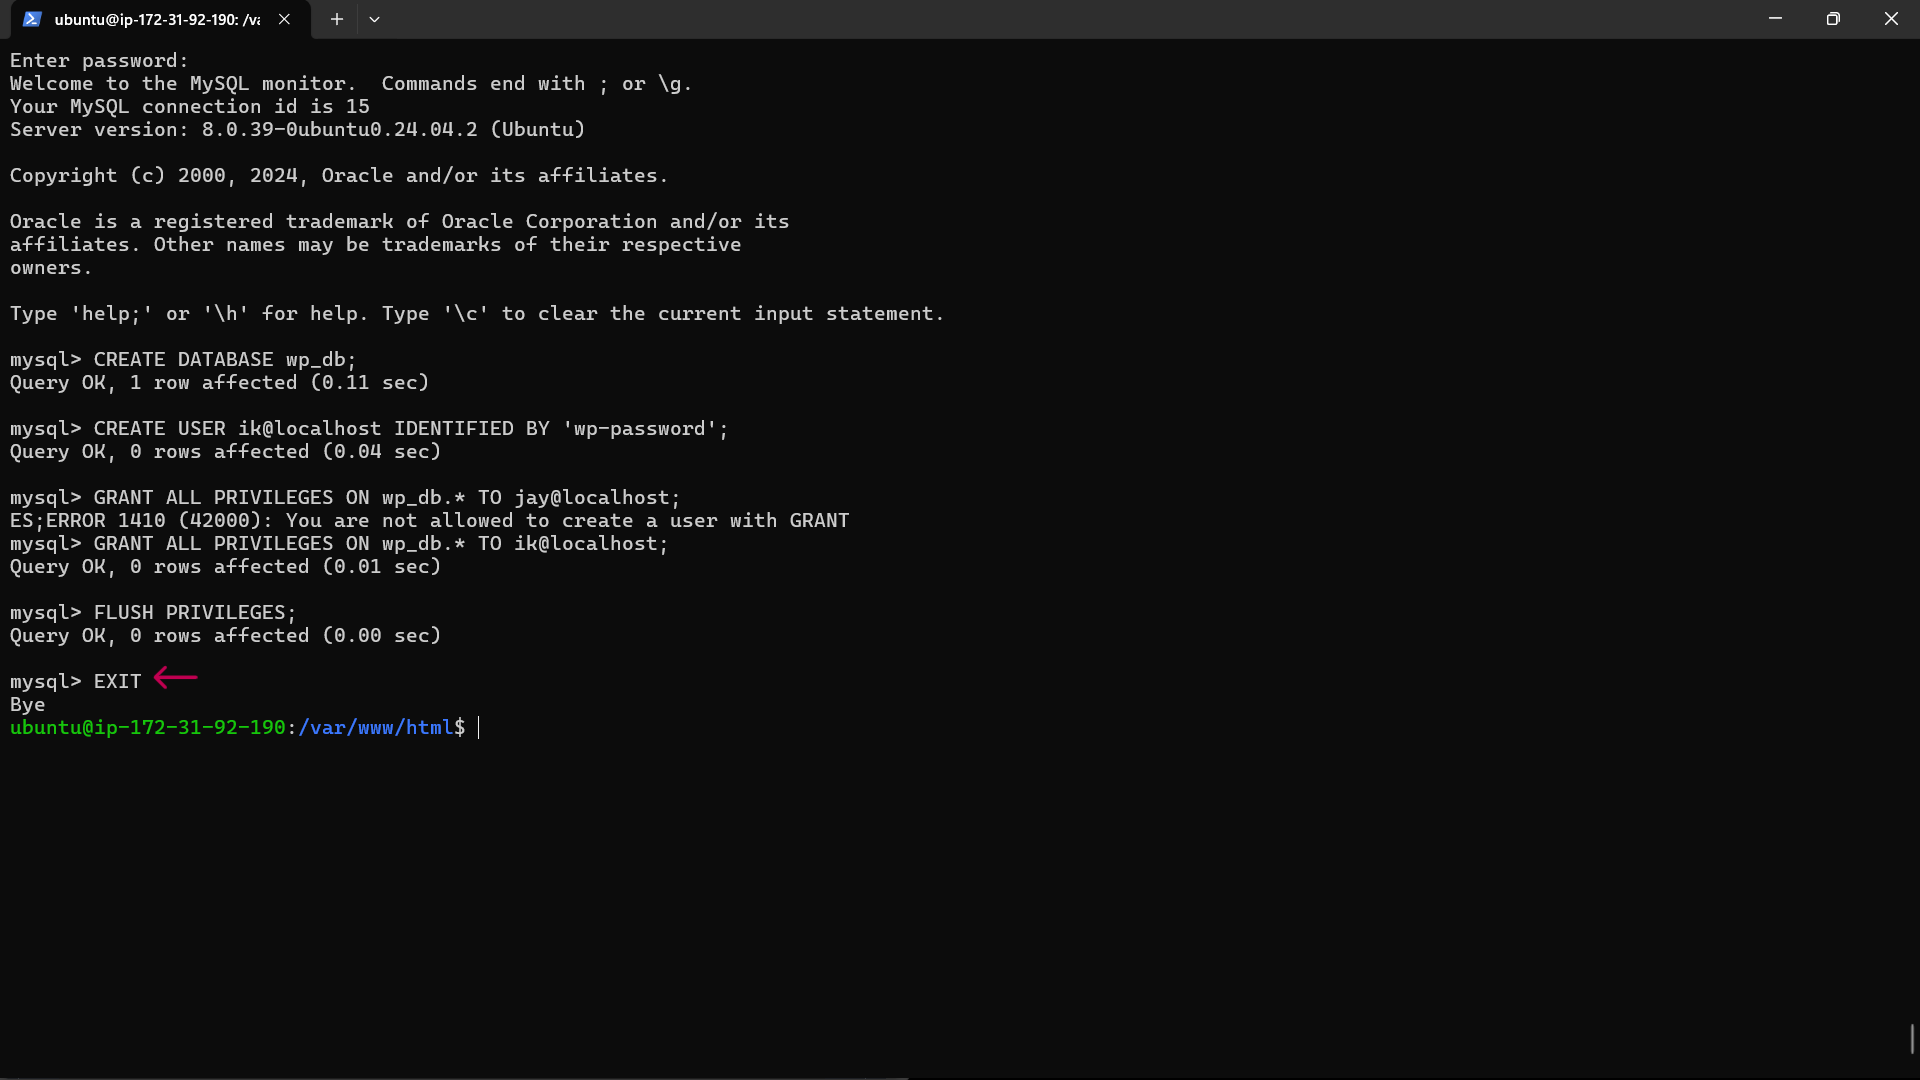 ubuntu@ip-172-31-92-190: /va
Enter password:
Welcome to the MySQL monitor.  Commands end with ; or \g.
Your MySQL connection id is 15
Server version: 8.0.39-0ubuntu0.24.04.2 (Ubuntu)
Copyright (c) 2000, 2024, Oracle and/or its affiliates.
Oracle is a registered trademark of Oracle Corporation and/or its
affiliates. Other names may be trademarks of their respective
owners.
Type 'help;' or '\h' for help. Type '\c' to clear the current input statement.
mysql> CREATE DATABASE wp_db;
Query OK, 1 row affected (0.11 sec)
mysql> CREATE USER ik@localhost IDENTIFIED BY 'wp-password';
Query OK, 0 rows affected (0.04 sec)
mysql> GRANT ALL PRIVILEGES ON wp_db.* TO jay@localhost;
ES;ERROR 1410 (42000): You are not allowed to create a user with GRANT
mysql> GRANT ALL PRIVILEGES ON wp_db.* TO ik@localhost;
Query OK, 0 rows affected (0.01 sec)
mysql> FLUSH PRIVILEGES;
Query OK, 0 rows affected (0.00 sec)
mysql> EXIT
Bye
ubuntu@ip-172-31-92-190:/var/www/html$